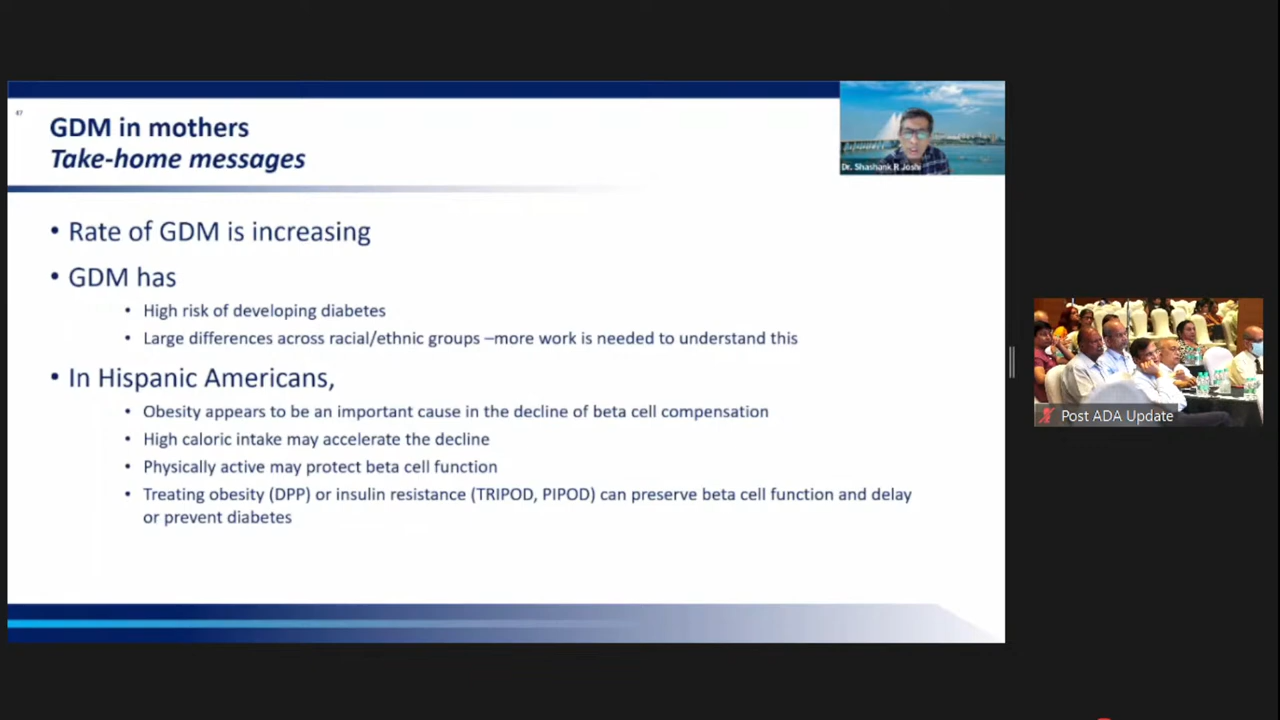 47
GDM in mothers
Take-home messages
Dr. Shashank R Joshi
• Rate of GDM is increasing
• GDM has
• High risk of developing diabetes
• Large differences across racial/ethnic groups –more work is needed to understand this
• In Hispanic Americans,
• Obesity appears to be an important cause in the decline of beta cell compensation
• High caloric intake may accelerate the decline
• Physically active may protect beta cell function
• Treating obesity (DPP) or insulin resistance (TRIPOD, PIPOD) can preserve beta cell function and delay
or prevent diabetes
Post ADA Update